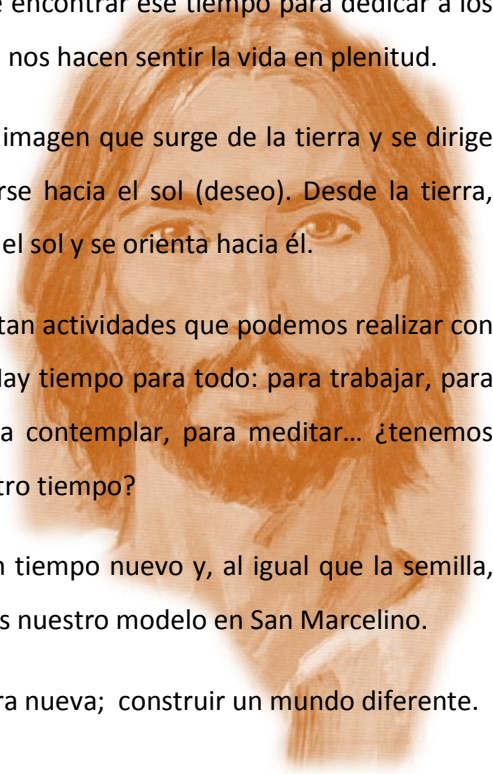 encontrar ese tiempo para dedicar a los
nos hacen sentir la vida en plenitud.
imagen que surge de la tierra y se dirige
rse hacia el sol (deseo). Desde la tierra,
el sol y se orienta hacia él.
tan actividades que podemos realizar con
tiempo para todo: para trabajar, para
a contemplar, para meditar... ¿tenemos
tro tiempo?
tiempo nuevo y, al igual que la semilla,
s nuestro modelo en San Marcelino.
ra nueva; construir un mundo diferente.